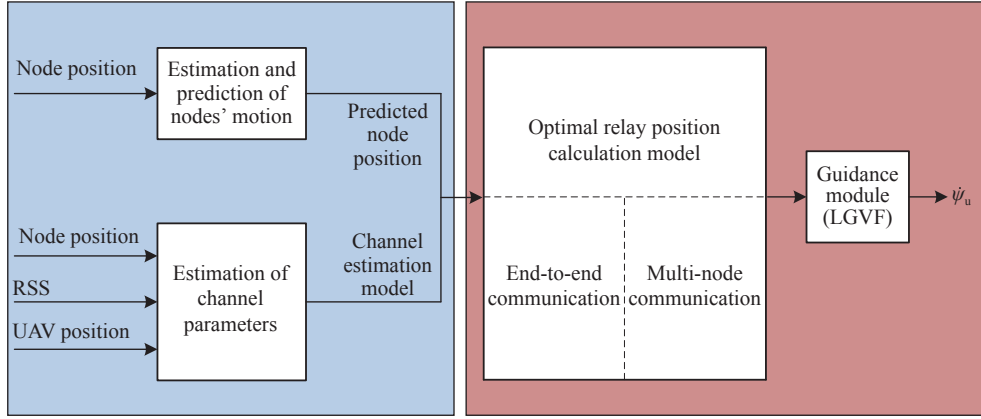 Node position
Estimation and
prediction of
nodes' motion
Predicted
node
position
Node position
RSS
UAV position
Estimation of
channel
parameters
Channel
estimation
model
Optimal relay position
calculation model
End-to-end
communication
Multi-node
communication
Guidance
module
(LGVF)
ψ̇ᵤ